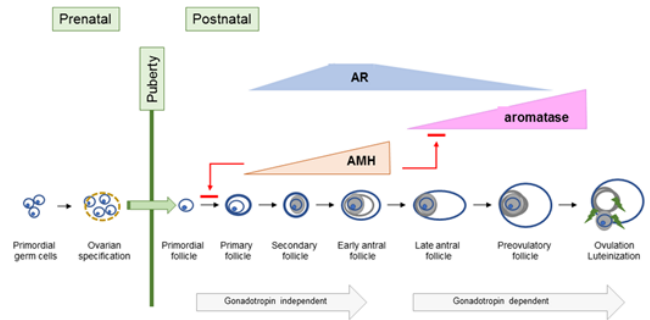 Prenatal
Postnatal
Puberty
AR
aromatase
AMH
Primordial
germ cells
Ovarian
specification
Primordial
follicle
Primary
follicle
Secondary
follicle
Early antral
follicle
Late antral
follicle
Preovulatory
follicle
Ovulation
Luteinization
Gonadotropin independent
Gonadotropin dependent